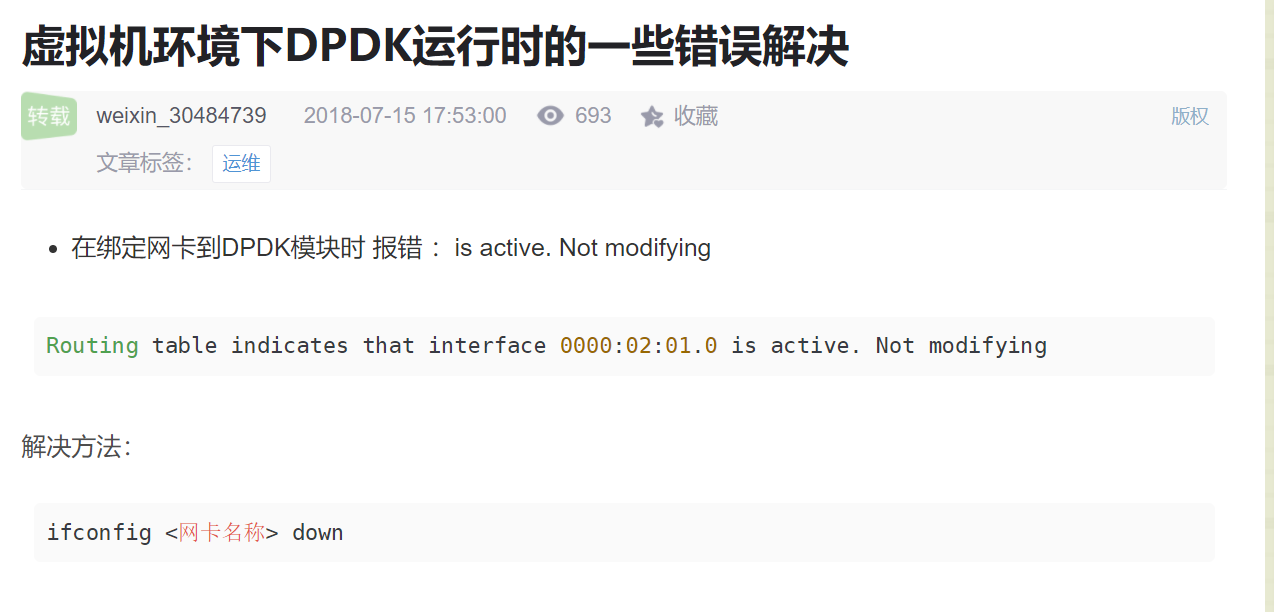 虚拟机环境下DPDK运行时的一些错误解决
转载 weixin_30484739 2018-07-15 17:53:00 693 收藏 版权
文章标签： 运维
在绑定网卡到DPDK模块时 报错 ：is active. Not modifying
Routing table indicates that interface 0000:02:01.0 is active. Not modifying
解决方法：
ifconfig <网卡名称> down